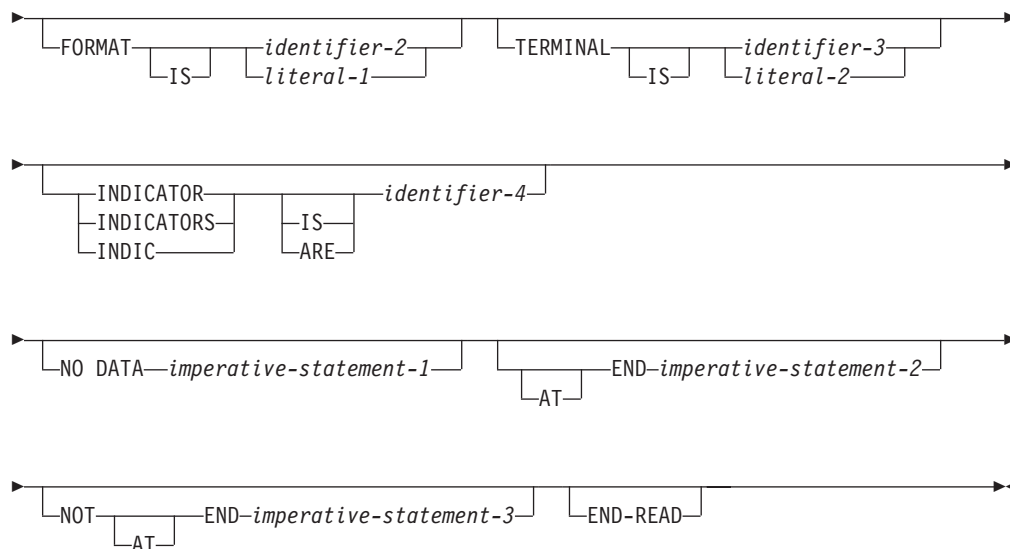 FORMAT identifier-2 TERMINAL identifier-3
IS literal-1 IS literal-2
INDICATOR identifier-4
INDICATORS IS
INDIC ARE
NO DATA imperative-statement-1 END imperative-statement-2
AT
NOT END imperative-statement-3 END-READ
AT